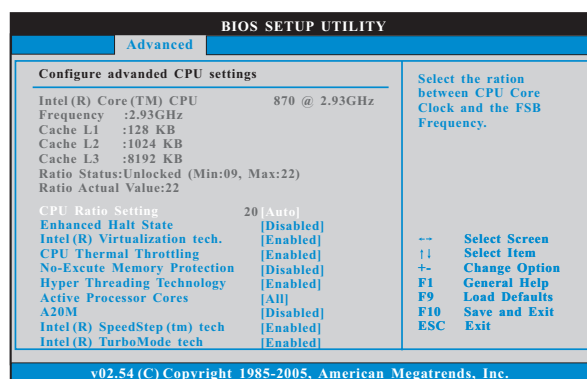 BIOS SETUP UTILITY
Advanced
Configure advanded CPU settings
Intel(R) Core(TM) CPU 870 @ 2.93GHz
Frequency :2.93GHz
Cache L1 :128 KB
Cache L2 :1024 KB
Cache L3 :8192 KB
Ratio Status:Unlocked (Min:09, Max:22)
Ratio Actual Value:22
CPU Ratio Setting 20 [Auto]
Enhanced Halt State [Disabled]
Intel(R) Virtualization tech. [Enabled]
CPU Thermal Throttling [Enabled]
No-Excute Memory Protection [Disabled]
Hyper Threading Technology [Enabled]
Active Processor Cores [All]
A20M [Disabled]
Intel(R) SpeedStep(tm) tech [Enabled]
Intel(R) TurboMode tech [Enabled]
Select the ration
between CPU Core
Clock and the FSB
Frequency.
←→ Select Screen
↑↓ Select Item
+- Change Option
F1 General Help
F9 Load Defaults
F10 Save and Exit
ESC Exit
v02.54 (C) Copyright 1985-2005, American Megatrends, Inc.